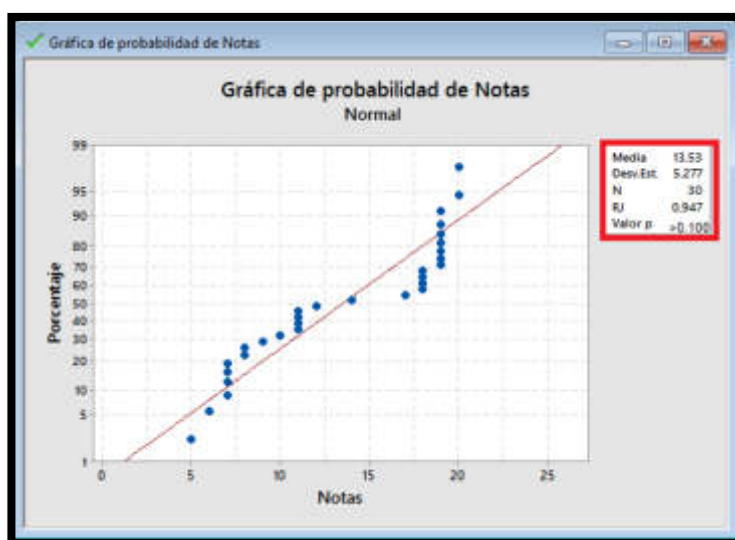 Gráfica de probabilidad de Notas
Gráfica de probabilidad de Notas
Normal
99
95
90
80
70
60
50
40
30
20
10
5
1
Porcentaje
0 5 10 15 20 25
Notas
Media 13.53
Desv.Est. 5.277
N 30
RJ 0.947
Valor p >0.100